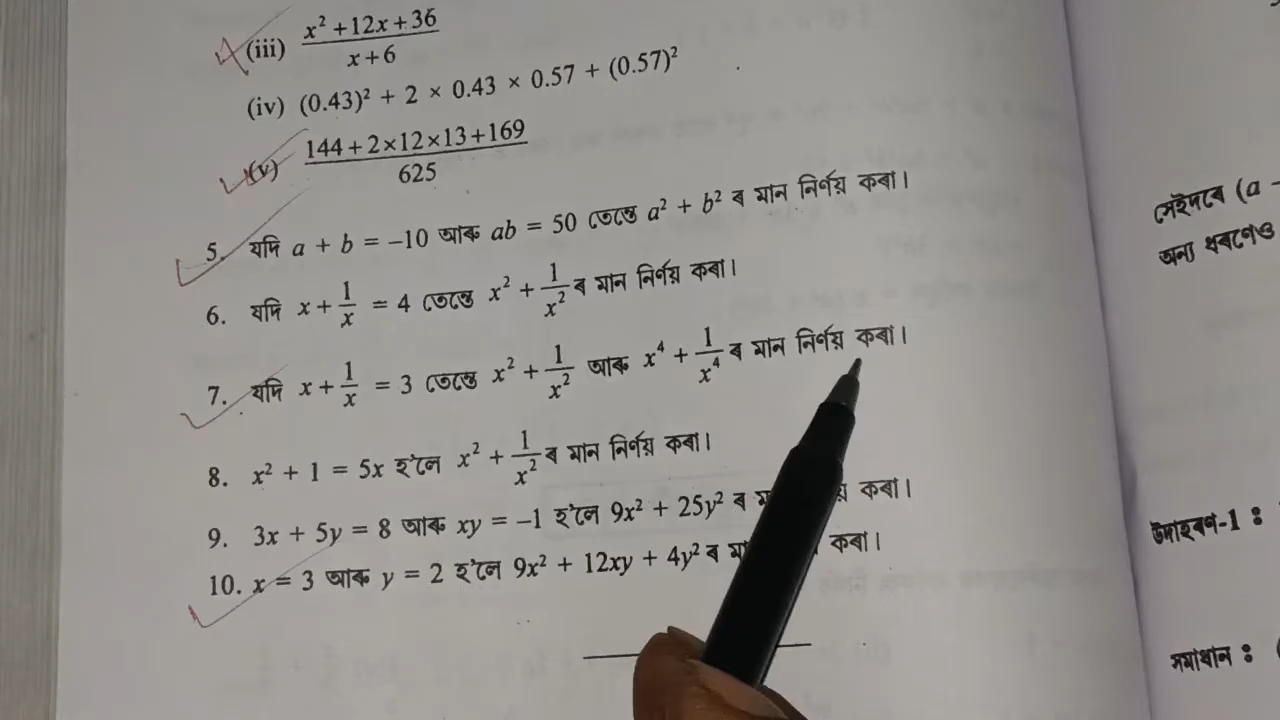 (iii) (x² + 12x + 36)/(x + 6)
(iv) (0.43)² + 2 × 0.43 × 0.57 + (0.57)²
(v) (144 + 2×12×13 + 169)/625
5. যদি a + b = –10 আৰু ab = 50 তেন্তে a² + b² ৰ মান নিৰ্ণয় কৰা।
6. যদি x + 1/x = 4 তেন্তে x² + 1/x² ৰ মান নিৰ্ণয় কৰা।
7. যদি x + 1/x = 3 তেন্তে x² + 1/x² আৰু x⁴ + 1/x⁴ ৰ মান নিৰ্ণয় কৰা।
8. x² + 1 = 5x হ'লে x² + 1/x² ৰ মান নিৰ্ণয় কৰা।
9. 3x + 5y = 8 আৰু xy = –1 হ'লে 9x² + 25y² ৰ কৰা।
10. x = 3 আৰু y = 2 হ'লে 9x² + 12xy + 4y² ৰ কৰা।
সেইদৰে (a –
অন্য ধৰণেও
উদাহৰণ-1 :
সমাধান : (